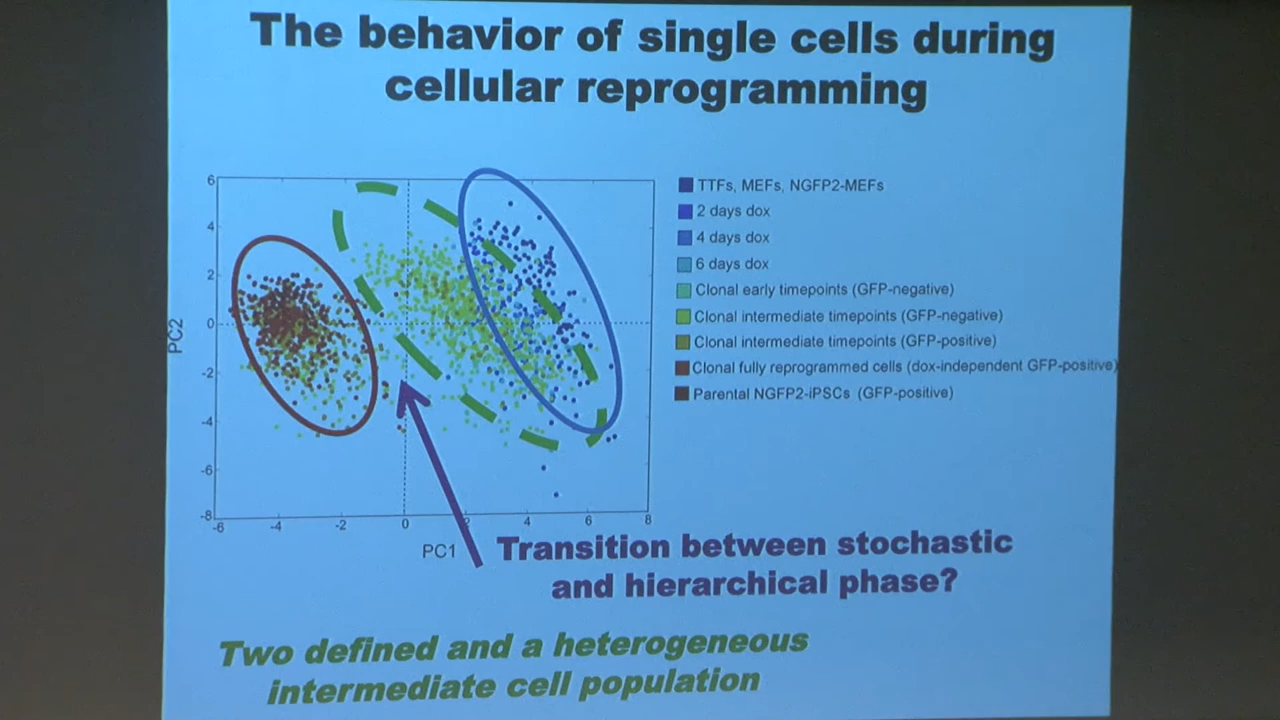 The behavior of single cells during
cellular reprogramming
6
4
2
0
-2
-4
-6
-8
PC2
-6
-4
-2
0
2
4
6
8
PC1
TTFs, MEFs, NGFP2-MEFs
2 days dox
4 days dox
6 days dox
Clonal early timepoints (GFP-negative)
Clonal intermediate timepoints (GFP-negative)
Clonal intermediate timepoints (GFP-positive)
Clonal fully reprogrammed cells (dox-independent GFP-positive)
Parental NGFP2-iPSCs (GFP-positive)
Transition between stochastic
and hierarchical phase?
Two defined and a heterogeneous
intermediate cell population